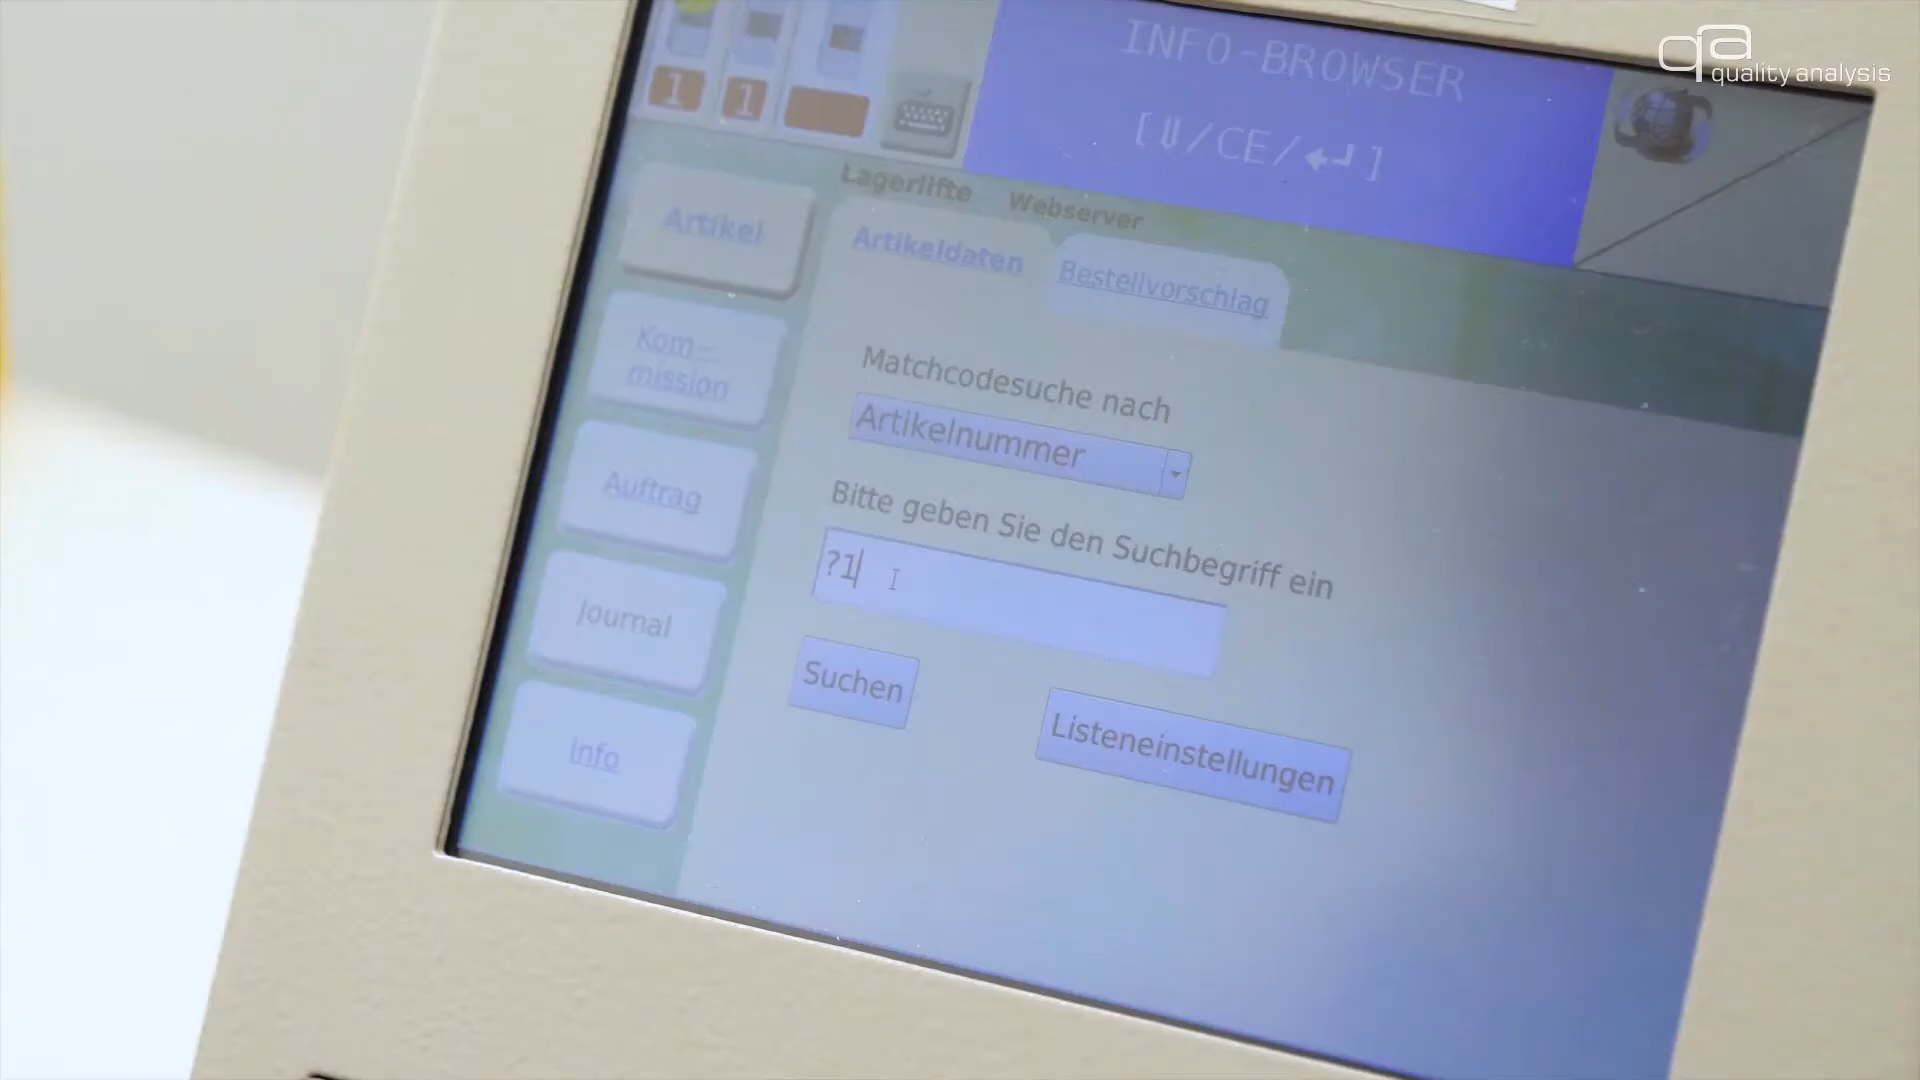 qa
quality analysis
1 1
INFO-BROWSER
[⇓/CE/↵]
Lagerlifte Webserver
Artikeldaten Bestellvorschlag
Artikel
Kom-
mission
Auftrag
Journal
Info
Matchcodesuche nach
Artikelnummer
Bitte geben Sie den Suchbegriff ein
?1
Suchen Listeneinstellungen